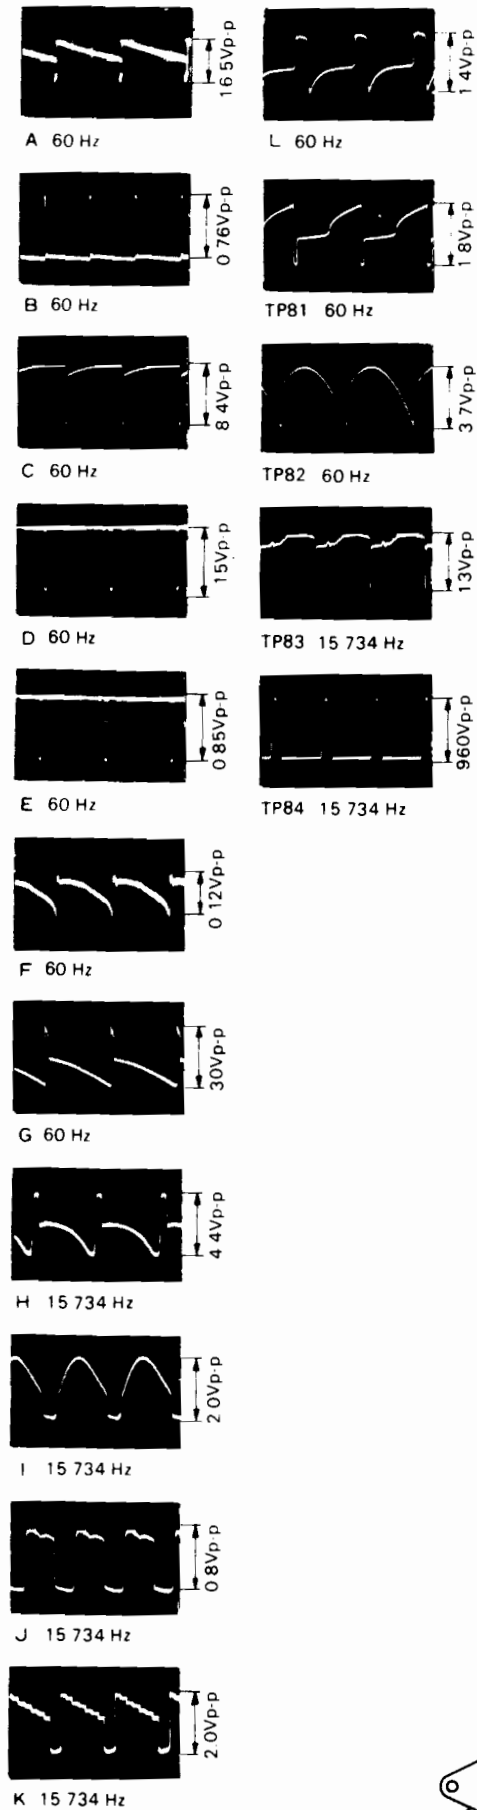 16 5Vp-p
A 60 Hz
0 76Vp-p
B 60 Hz
8 4Vp-p
C 60 Hz
15Vp-p
D 60 Hz
0 85Vp-p
E 60 Hz
0 12Vp-p
F 60 Hz
30Vp-p
G 60 Hz
4 4Vp-p
H 15 734 Hz
2 0Vp-p
I 15 734 Hz
0 8Vp-p
J 15 734 Hz
2.0Vp-p
K 15 734 Hz
1 4Vp-p
L 60 Hz
1 8Vp-p
TP81 60 Hz
3 7Vp-p
TP82 60 Hz
13Vp-p
TP83 15 734 Hz
960Vp-p
TP84 15 734 Hz